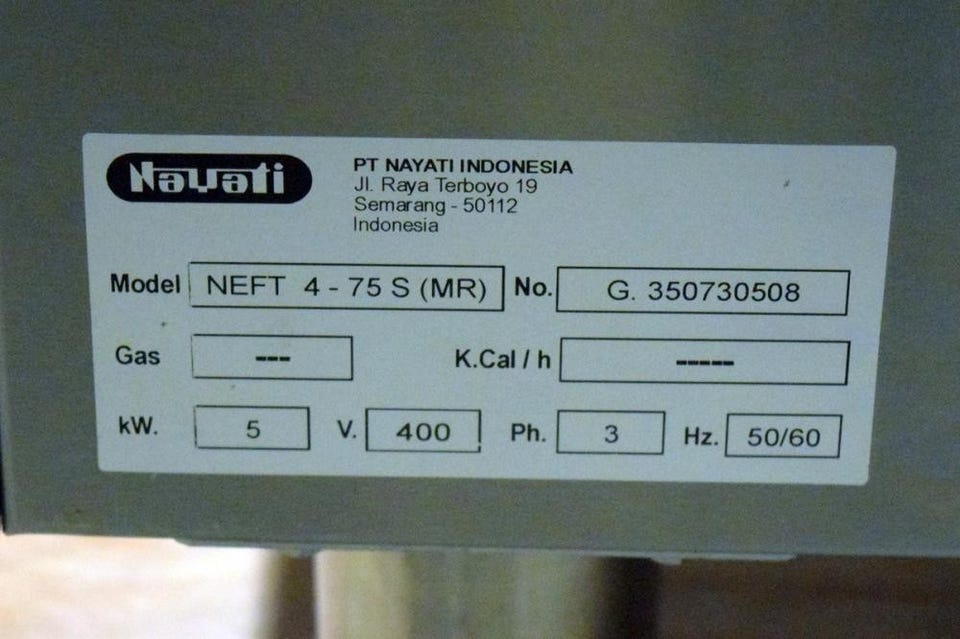 Nayati
PT NAYATI INDONESIA
Jl. Raya Terboyo 19
Semarang - 50112
Indonesia
Model NEFT 4 - 75 S (MR) No. G. 350730508
Gas --- K.Cal / h -----
kW. 5 V. 400 Ph. 3 Hz. 50/60